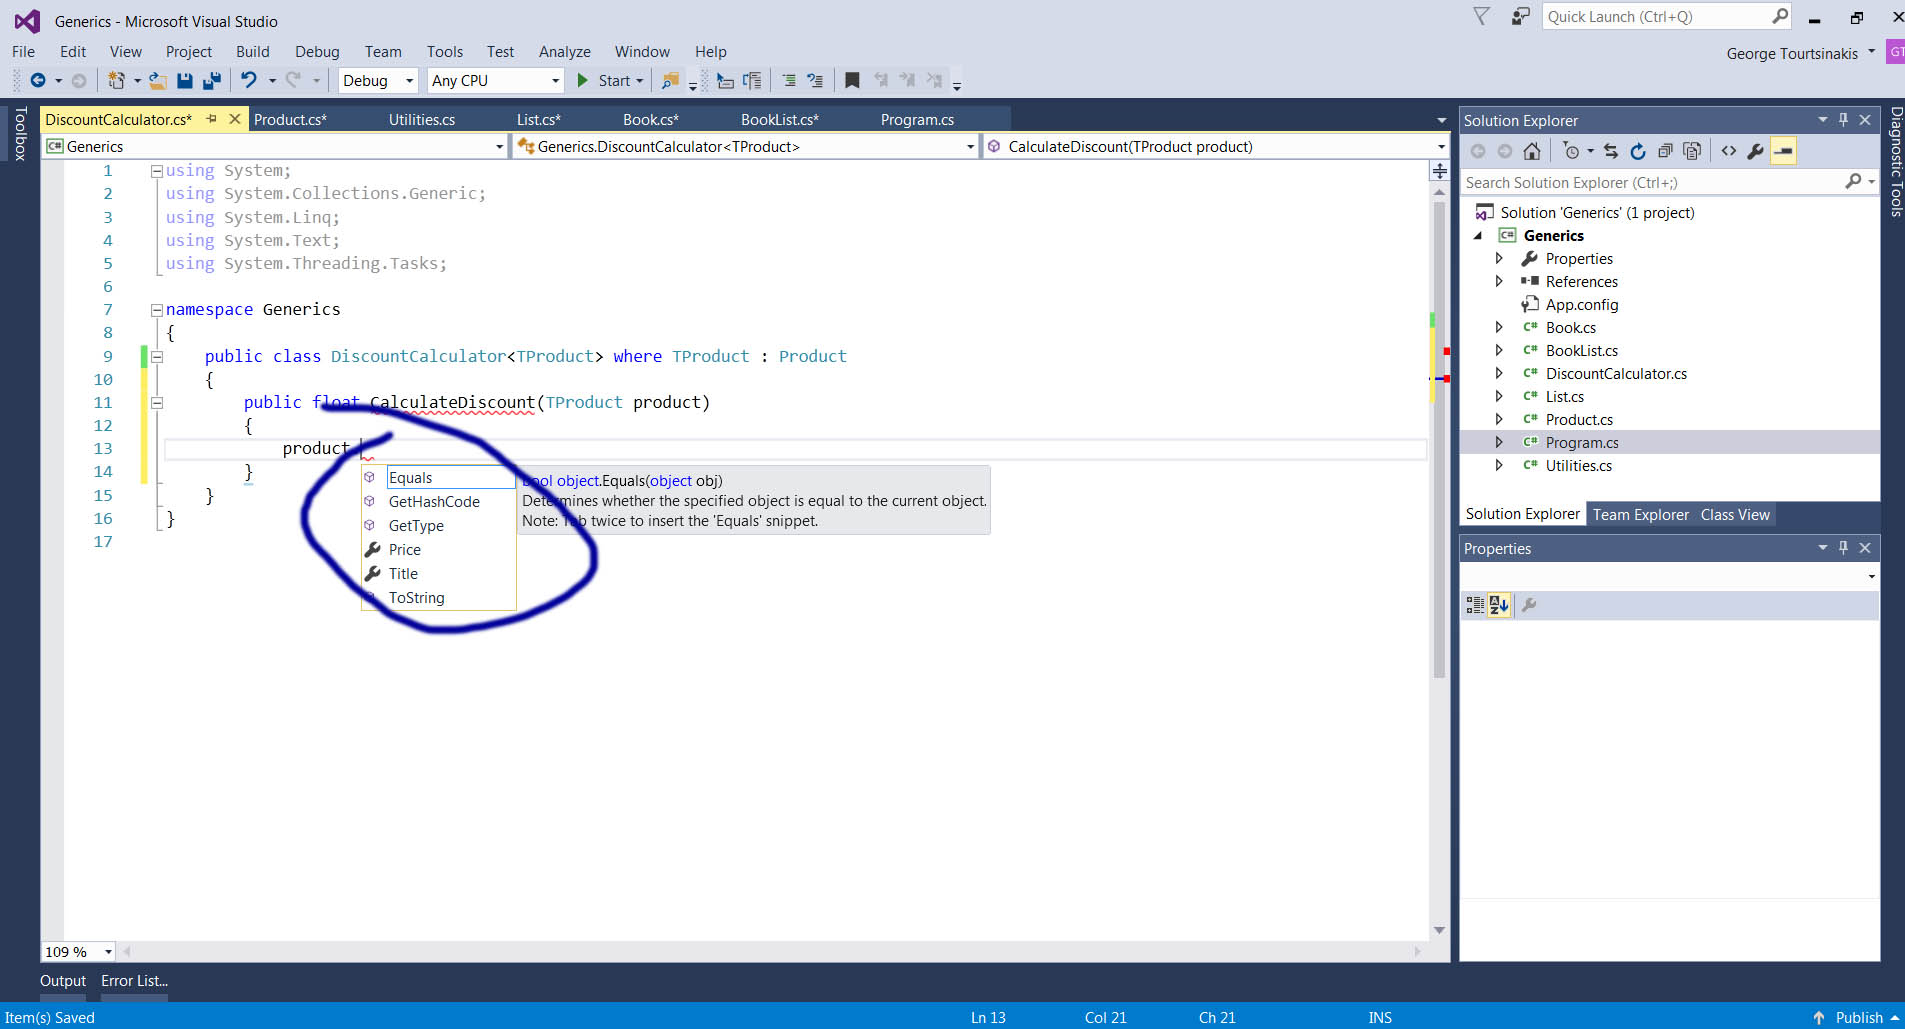 Generics - Microsoft Visual Studio
Quick Launch (Ctrl+Q)
File Edit View Project Build Debug Team Tools Test Analyze Window Help
George Tourtsinakis
GT
Debug Any CPU Start
Toolbox
DiscountCalculator.cs* Product.cs* Utilities.cs List.cs* Book.cs* BookList.cs* Program.cs
C# Generics Generics.DiscountCalculator<TProduct> CalculateDiscount(TProduct product)
1 using System;
2 using System.Collections.Generic;
3 using System.Linq;
4 using System.Text;
5 using System.Threading.Tasks;
6
7 namespace Generics
8 {
9 public class DiscountCalculator<TProduct> where TProduct : Product
10 {
11 public float CalculateDiscount(TProduct product)
12 {
13 product.
14 }
15 }
16 }
17
Equals
GetHashCode
GetType
Price
Title
ToString
bool object.Equals(object obj)
Determines whether the specified object is equal to the current object.
Note: Tab twice to insert the 'Equals' snippet.
109 %
Solution Explorer
Search Solution Explorer (Ctrl+;)
Solution 'Generics' (1 project)
C# Generics
Properties
References
App.config
C# Book.cs
C# BookList.cs
C# DiscountCalculator.cs
C# List.cs
C# Product.cs
C# Program.cs
C# Utilities.cs
Solution Explorer Team Explorer Class View
Properties
Diagnostic Tools
Output Error List...
Item(s) Saved Ln 13 Col 21 Ch 21 INS Publish